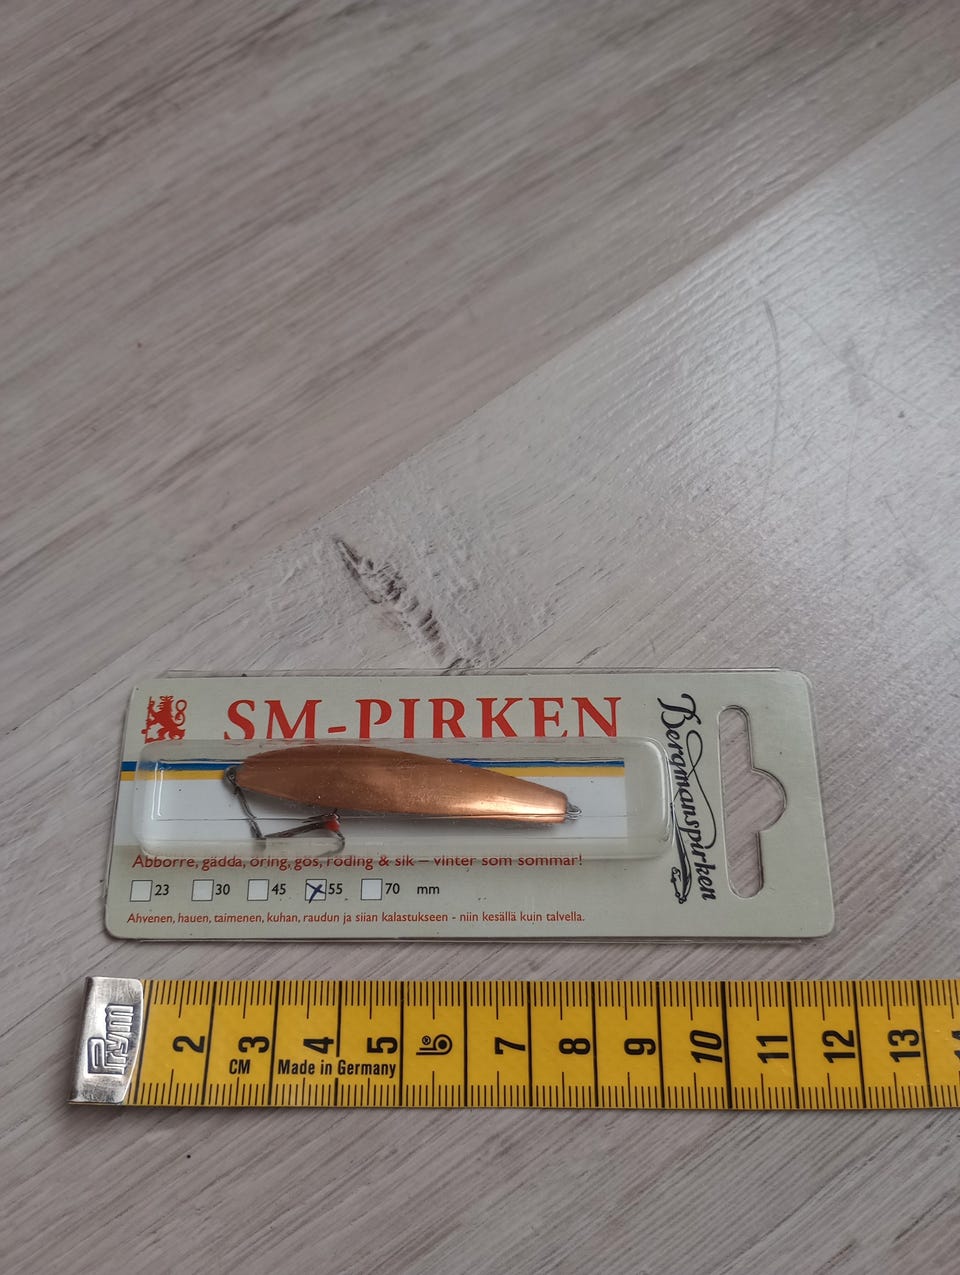 SM-PIRKEN
Bergmanspirken
Abborre, gädda, öring, gös, röding & sik – vinter som sommar!
23 30 45 55 70 mm
Ahvenen, hauen, taimenen, kuhan, raudun ja siian kalastukseen - niin kesällä kuin talvella.
Prym
2 3 4 5 6 7 8 9 10 11 12 13
CM Made in Germany